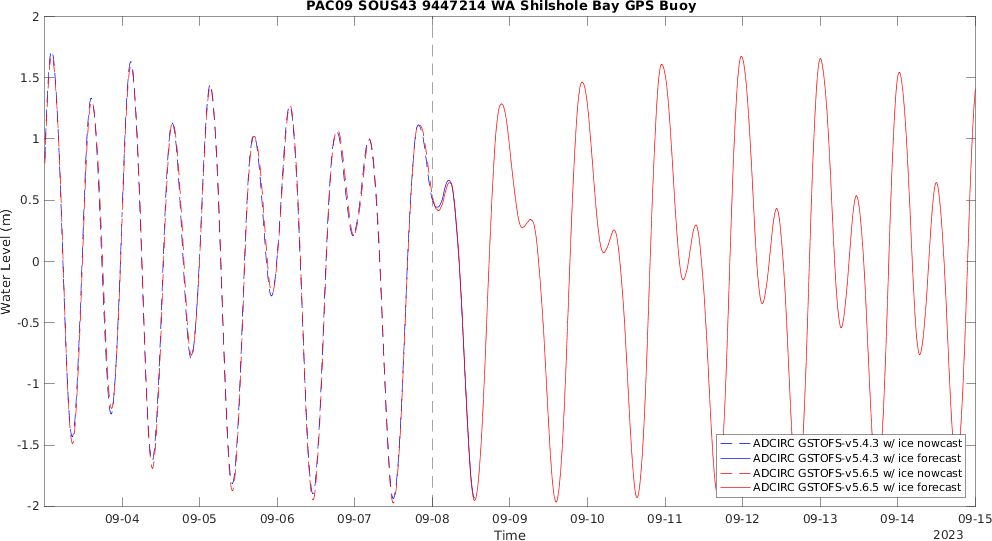 PAC09 SOUS43 9447214 WA Shilshole Bay GPS Buoy
2
1.5
1
0.5
0
-0.5
-1
-1.5
-2
Water Level (m)
09-04 09-05 09-06 09-07 09-08 09-09 09-10 09-11 09-12 09-13 09-14 09-15
Time
2023
ADCIRC GSTOFS-v5.4.3 w/ ice nowcast
ADCIRC GSTOFS-v5.4.3 w/ ice forecast
ADCIRC GSTOFS-v5.6.5 w/ ice nowcast
ADCIRC GSTOFS-v5.6.5 w/ ice forecast